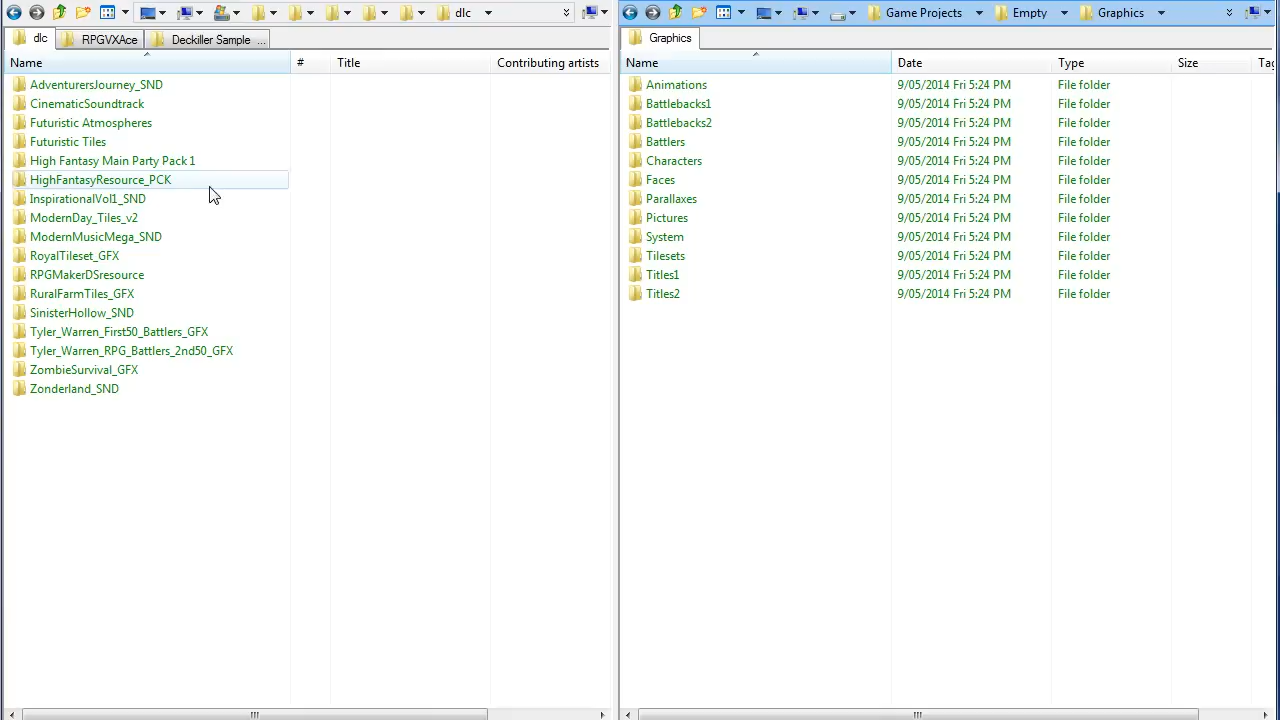 dlc
dlc RPGVXAce Deckiller Sample ...
Name # Title Contributing artists
AdventurersJourney_SND
CinematicSoundtrack
Futuristic Atmospheres
Futuristic Tiles
High Fantasy Main Party Pack 1
HighFantasyResource_PCK
InspirationalVol1_SND
ModernDay_Tiles_v2
ModernMusicMega_SND
RoyalTileset_GFX
RPGMakerDSresource
RuralFarmTiles_GFX
SinisterHollow_SND
Tyler_Warren_First50_Battlers_GFX
Tyler_Warren_RPG_Battlers_2nd50_GFX
ZombieSurvival_GFX
Zonderland_SND
Game Projects Empty Graphics
Graphics
Name Date Type Size Tag
Animations 9/05/2014 Fri 5:24 PM File folder
Battlebacks1 9/05/2014 Fri 5:24 PM File folder
Battlebacks2 9/05/2014 Fri 5:24 PM File folder
Battlers 9/05/2014 Fri 5:24 PM File folder
Characters 9/05/2014 Fri 5:24 PM File folder
Faces 9/05/2014 Fri 5:24 PM File folder
Parallaxes 9/05/2014 Fri 5:24 PM File folder
Pictures 9/05/2014 Fri 5:24 PM File folder
System 9/05/2014 Fri 5:24 PM File folder
Tilesets 9/05/2014 Fri 5:24 PM File folder
Titles1 9/05/2014 Fri 5:24 PM File folder
Titles2 9/05/2014 Fri 5:24 PM File folder